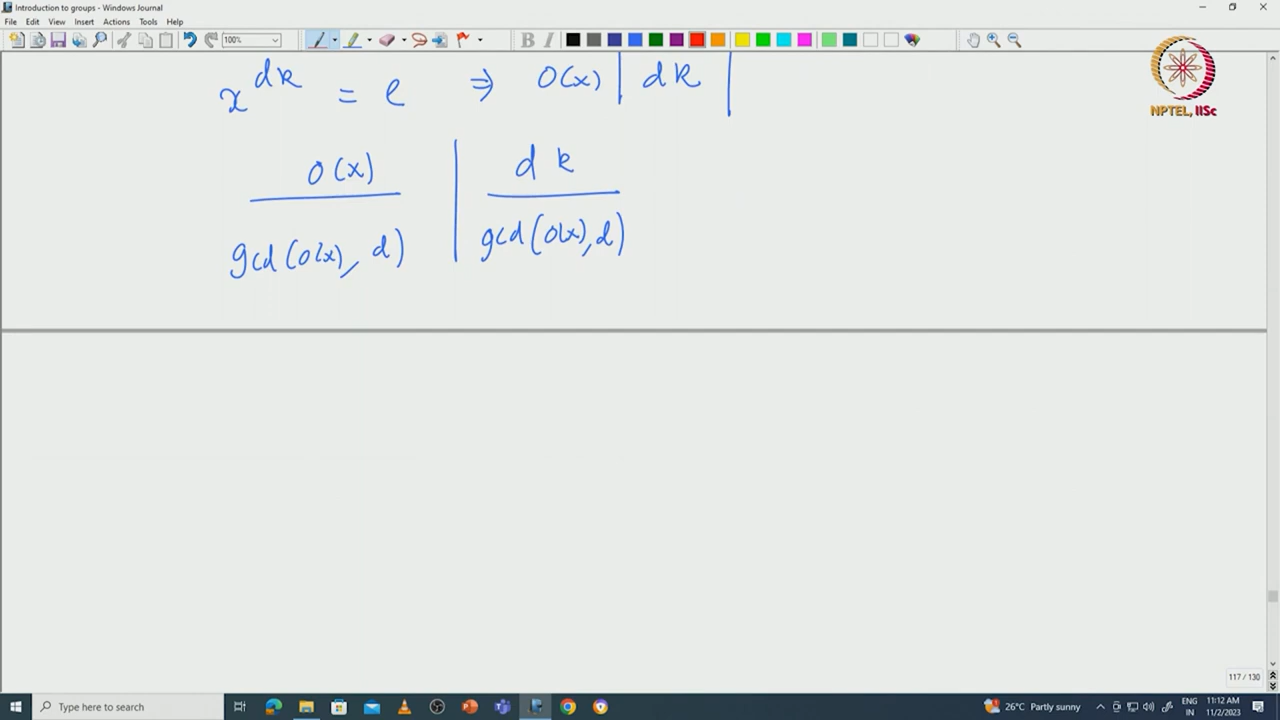 Introduction to groups - Windows Journal
File Edit View Insert Actions Tools Help
100% B I
x^{dk} = e ⇒ o(x) | dk |
o(x) | d k
gcd(o(x), d) gcd(o(x), d)
NPTEL, IISc
117 / 130
Type here to search
26°C Partly sunny
ENG
IN
11:12 AM
11/2/2023